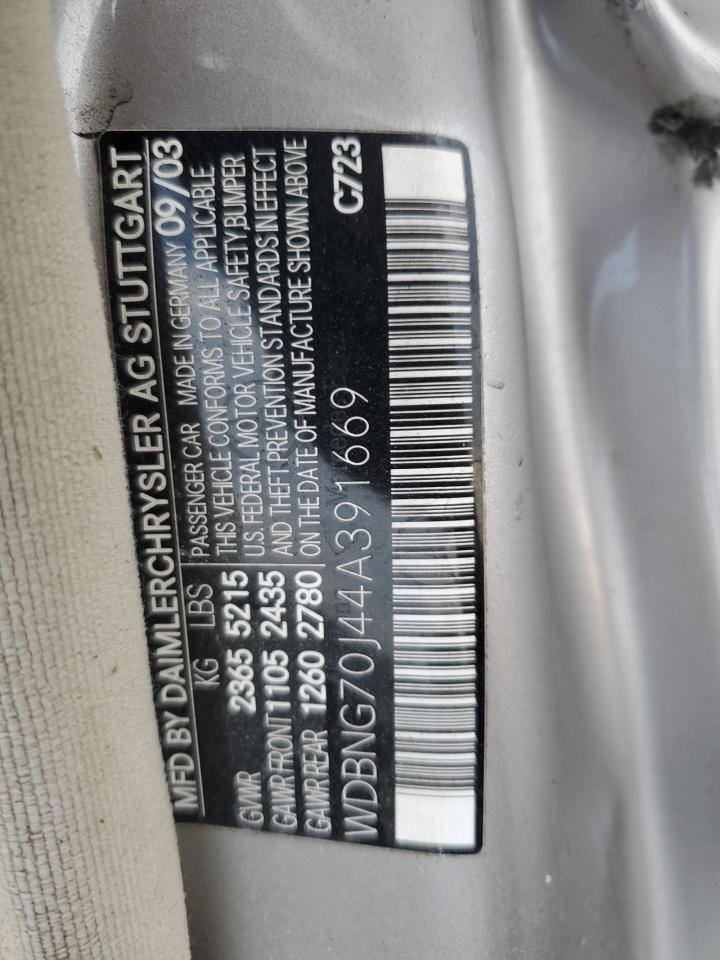 MFD BY DAIMLERCHRYSLER AG STUTTGART
KG LBS PASSENGER CAR MADE IN GERMANY 09/03
GVWR 2365 5215 THIS VEHICLE CONFORMS TO ALL APPLICABLE
U.S. FEDERAL MOTOR VEHICLE SAFETY, BUMPER
GAWR FRONT 1105 2435 AND THEFT PREVENTION STANDARDS IN EFFECT
GAWR REAR 1260 2780 ON THE DATE OF MANUFACTURE SHOWN ABOVE
WDBNG70J44A391669 C723